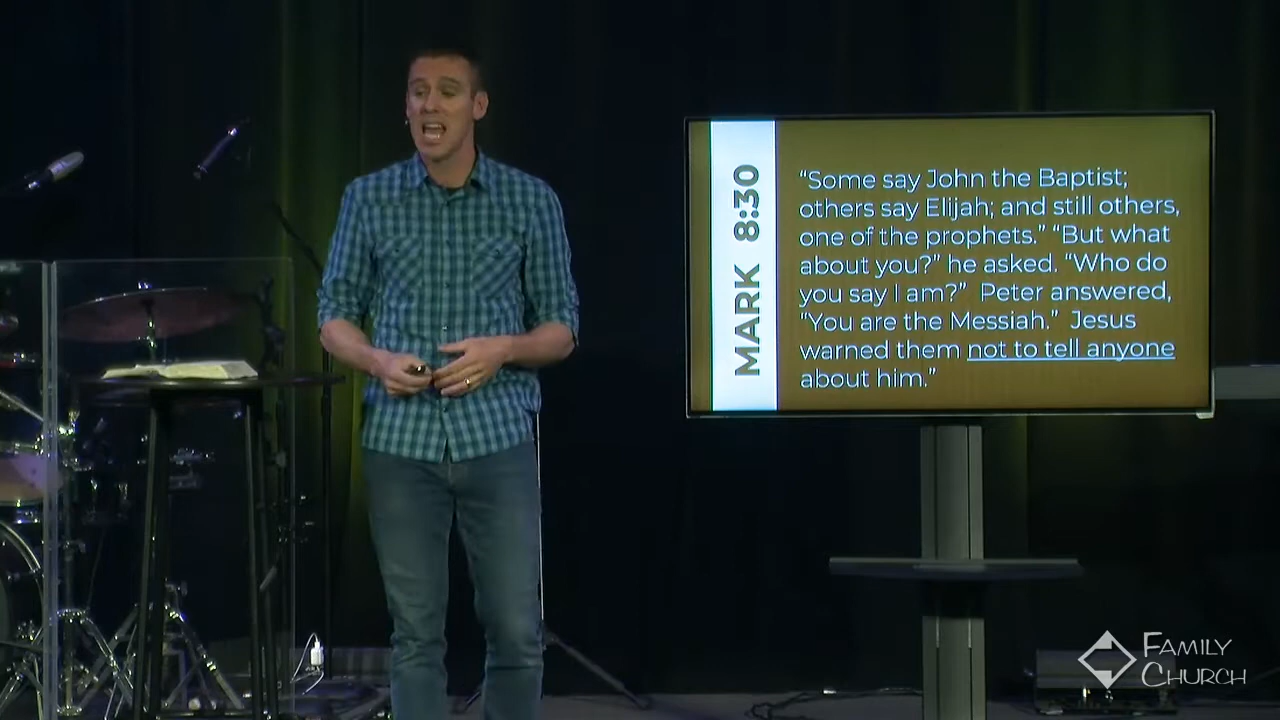 MARK 8:30
“Some say John the Baptist;
others say Elijah; and still others,
one of the prophets.” “But what
about you?” he asked. “Who do
you say I am?” Peter answered,
“You are the Messiah.” Jesus
warned them not to tell anyone
about him.”
FAMILY
CHURCH